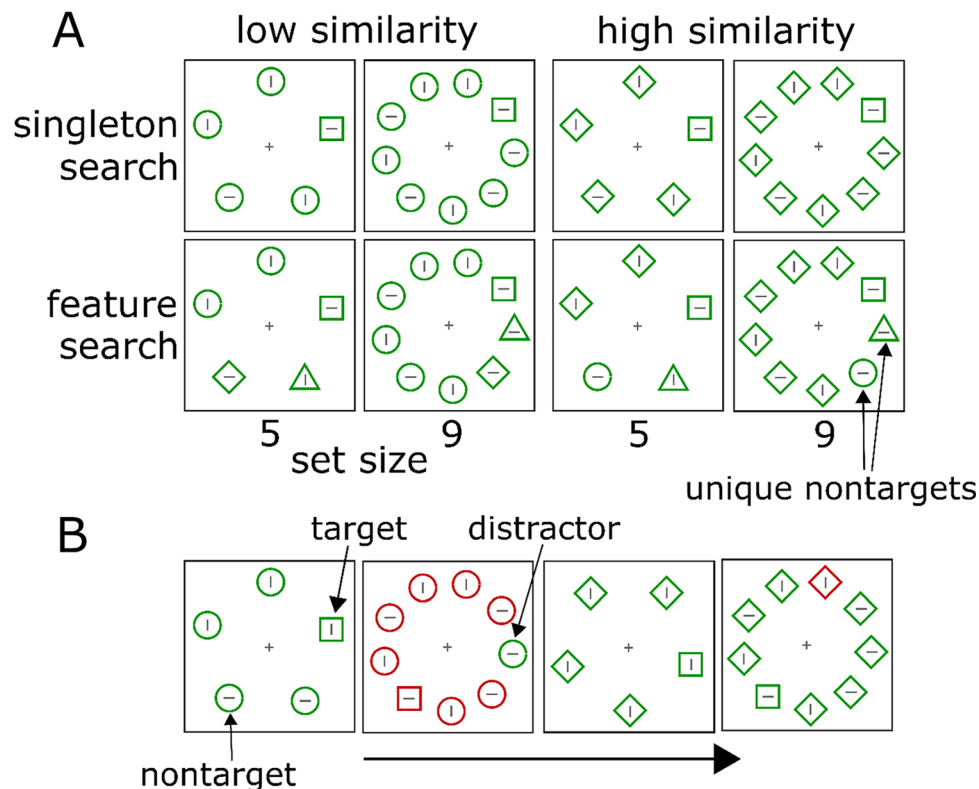 A
low similarity
high similarity
singleton
search
feature
search
5
9
5
9
set size
unique nontargets
B
target
distractor
nontarget